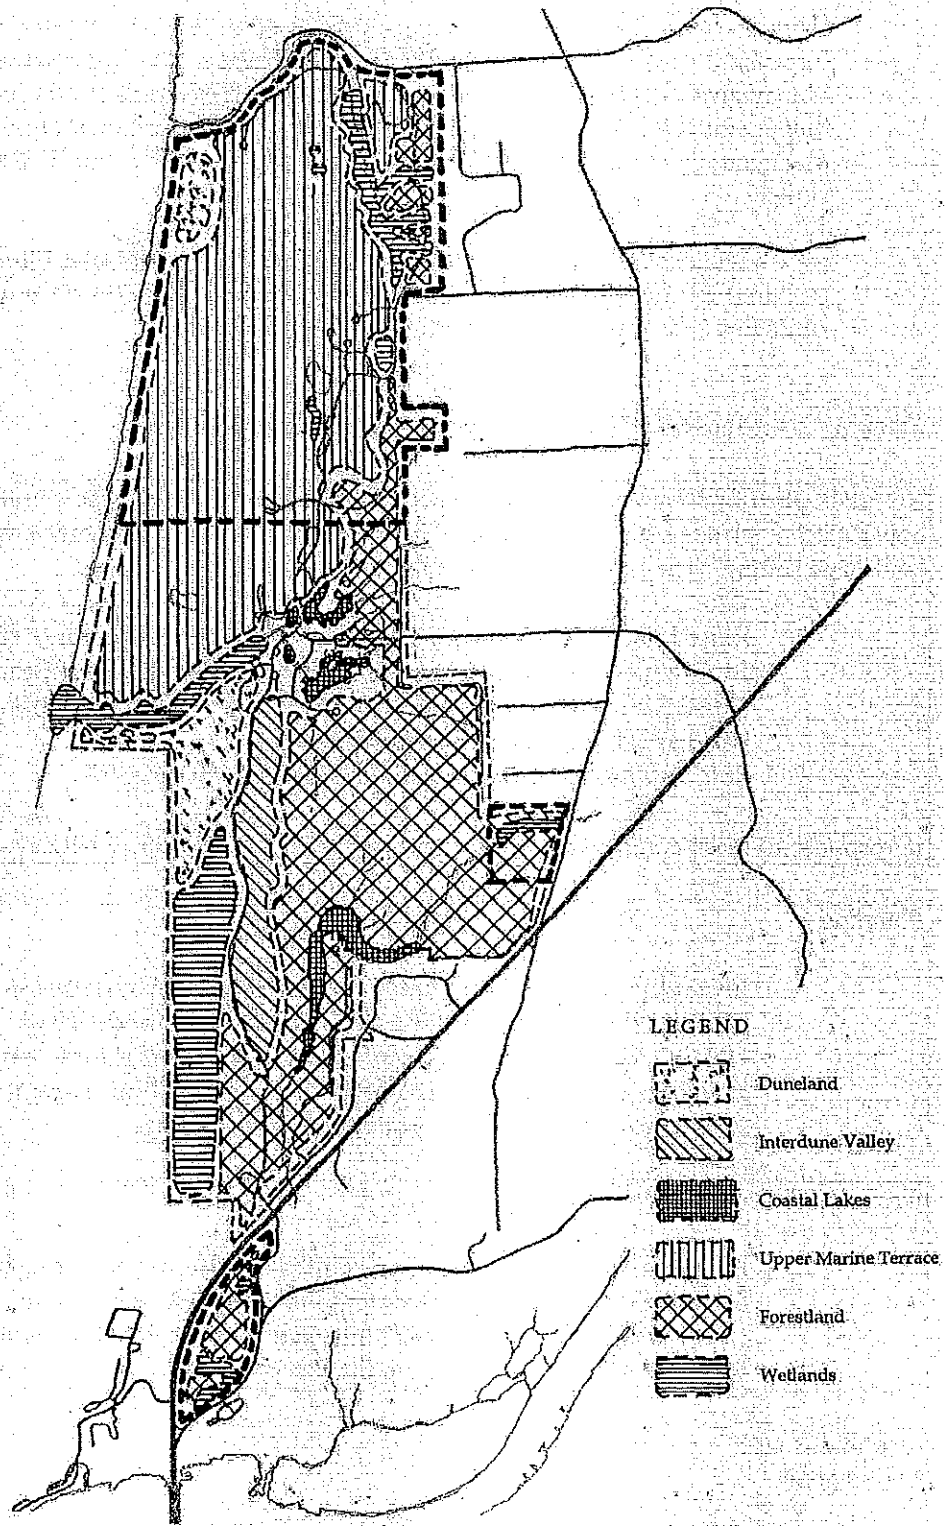 LEGEND
Duneland
Interdune Valley
Coastal Lakes
Upper Marine Terrace
Forestland
Wetlands